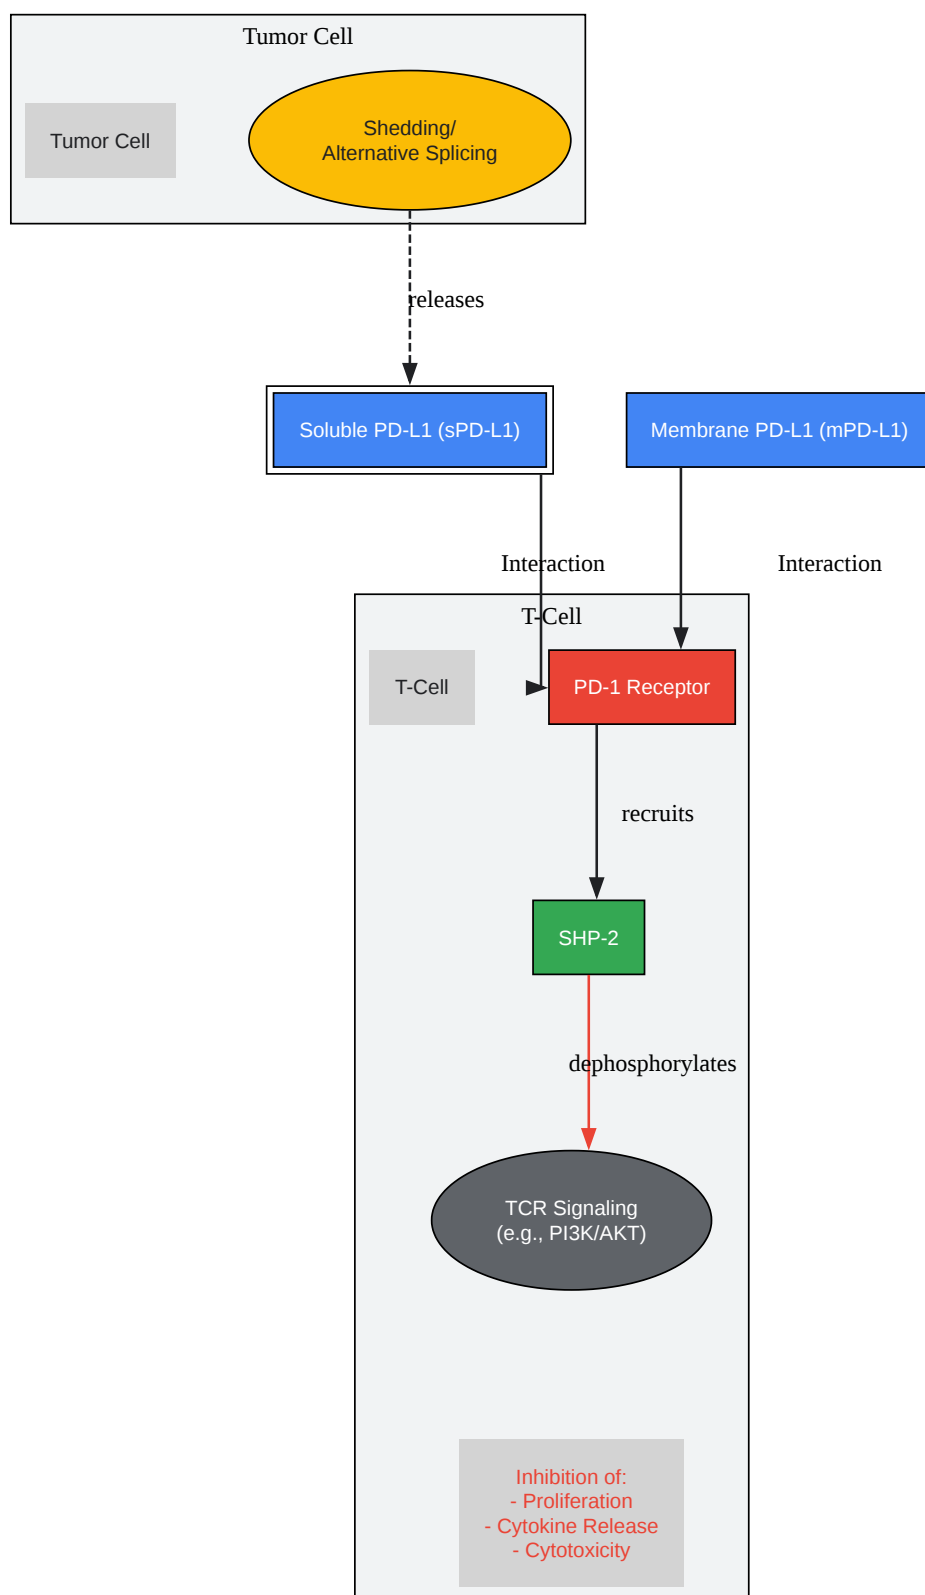 Tumor Cell
Tumor Cell
Shedding/
Alternative Splicing
releases
Soluble PD-L1 (sPD-L1)
Membrane PD-L1 (mPD-L1)
Interaction
Interaction
T-Cell
T-Cell
PD-1 Receptor
recruits
SHP-2
dephosphorylates
TCR Signaling
(e.g., PI3K/AKT)
Inhibition of:
- Proliferation
- Cytokine Release
- Cytotoxicity